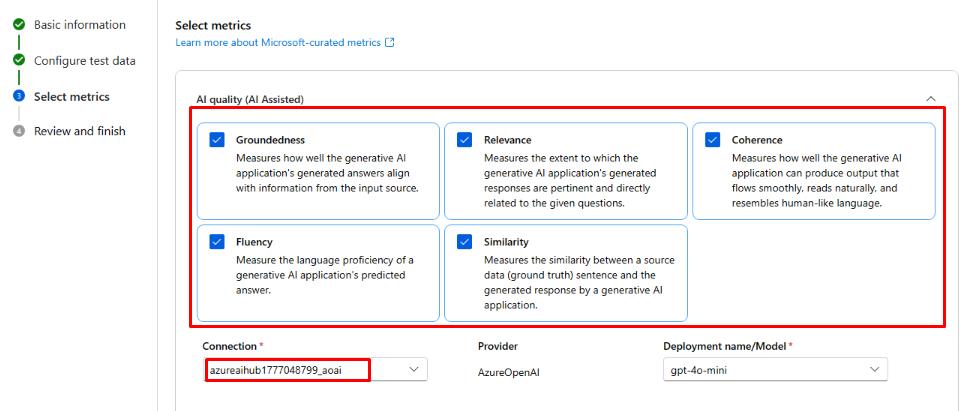 Basic information
Configure test data
3 Select metrics
4 Review and finish
Select metrics
Learn more about Microsoft-curated metrics
AI quality (AI Assisted)
Groundedness
Measures how well the generative AI
application's generated answers align
with information from the input source.
Relevance
Measures the extent to which the
generative AI application's generated
responses are pertinent and directly
related to the given questions.
Coherence
Measures how well the generative AI
application can produce output that
flows smoothly, reads naturally, and
resembles human-like language.
Fluency
Measure the language proficiency of a
generative AI application's predicted
answer.
Similarity
Measures the similarity between a source
data (ground truth) sentence and the
generated response by a generative AI
application.
Connection *
azureaihub1777048799_aoai
Provider
AzureOpenAI
Deployment name/Model *
gpt-4o-mini